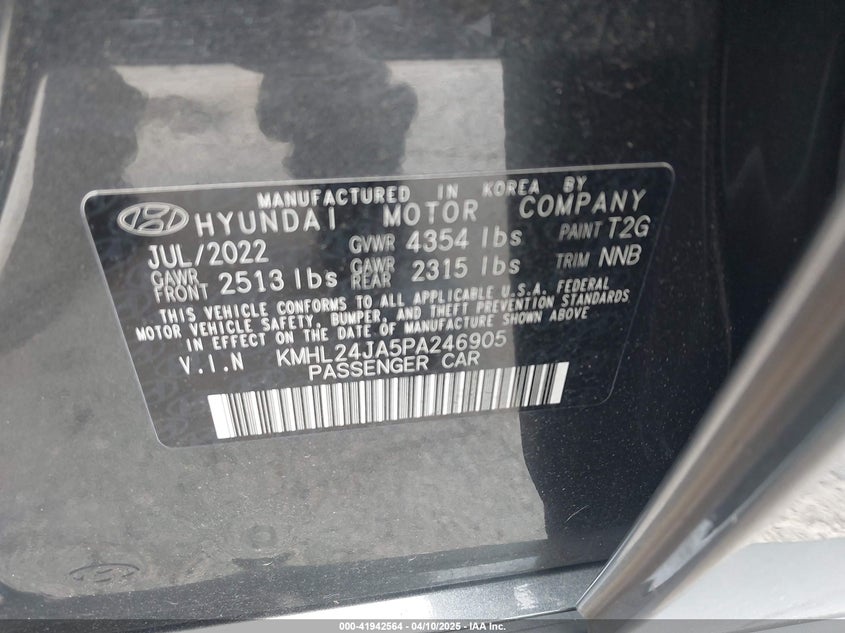 MANUFACTURED IN KOREA BY
HYUNDAI MOTOR COMPANY
JUL/2022 GVWR 4354 lbs PAINT T2G
GAWR FRONT 2513 lbs GAWR REAR 2315 lbs TRIM NNB
THIS VEHICLE CONFORMS TO ALL APPLICABLE U.S.A. FEDERAL
MOTOR VEHICLE SAFETY, BUMPER, AND THEFT PREVENTION STANDARDS
IN EFFECT ON THE DATE OF MANUFACTURE SHOWN ABOVE
V.I.N KMHL24JA5PA246905
PASSENGER CAR
000-41942564 - 04/10/2025 - IAA Inc.